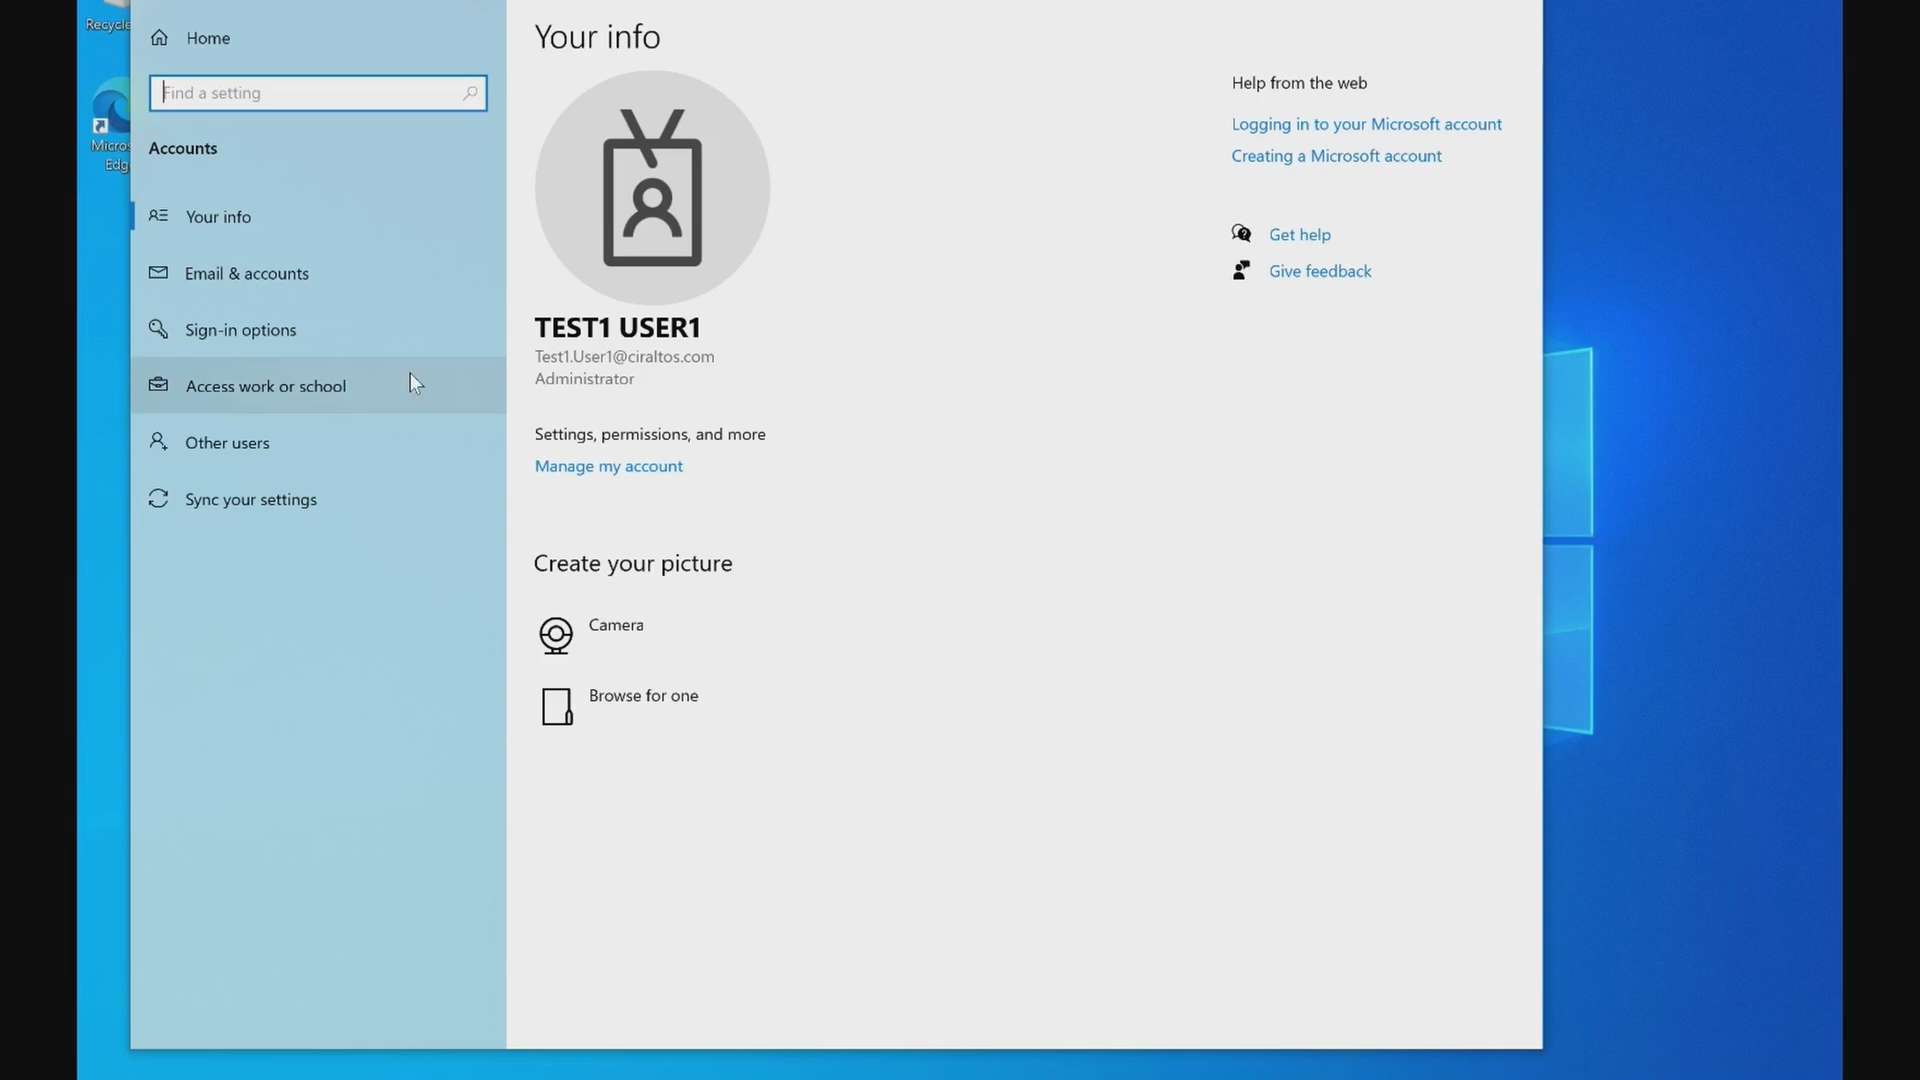 Recycle
Micros
Edg
Home
Find a setting
Accounts
Your info
Email & accounts
Sign-in options
Access work or school
Other users
Sync your settings
Your info
TEST1 USER1
Test1.User1@ciraltos.com
Administrator
Settings, permissions, and more
Manage my account
Create your picture
Camera
Browse for one
Help from the web
Logging in to your Microsoft account
Creating a Microsoft account
Get help
Give feedback